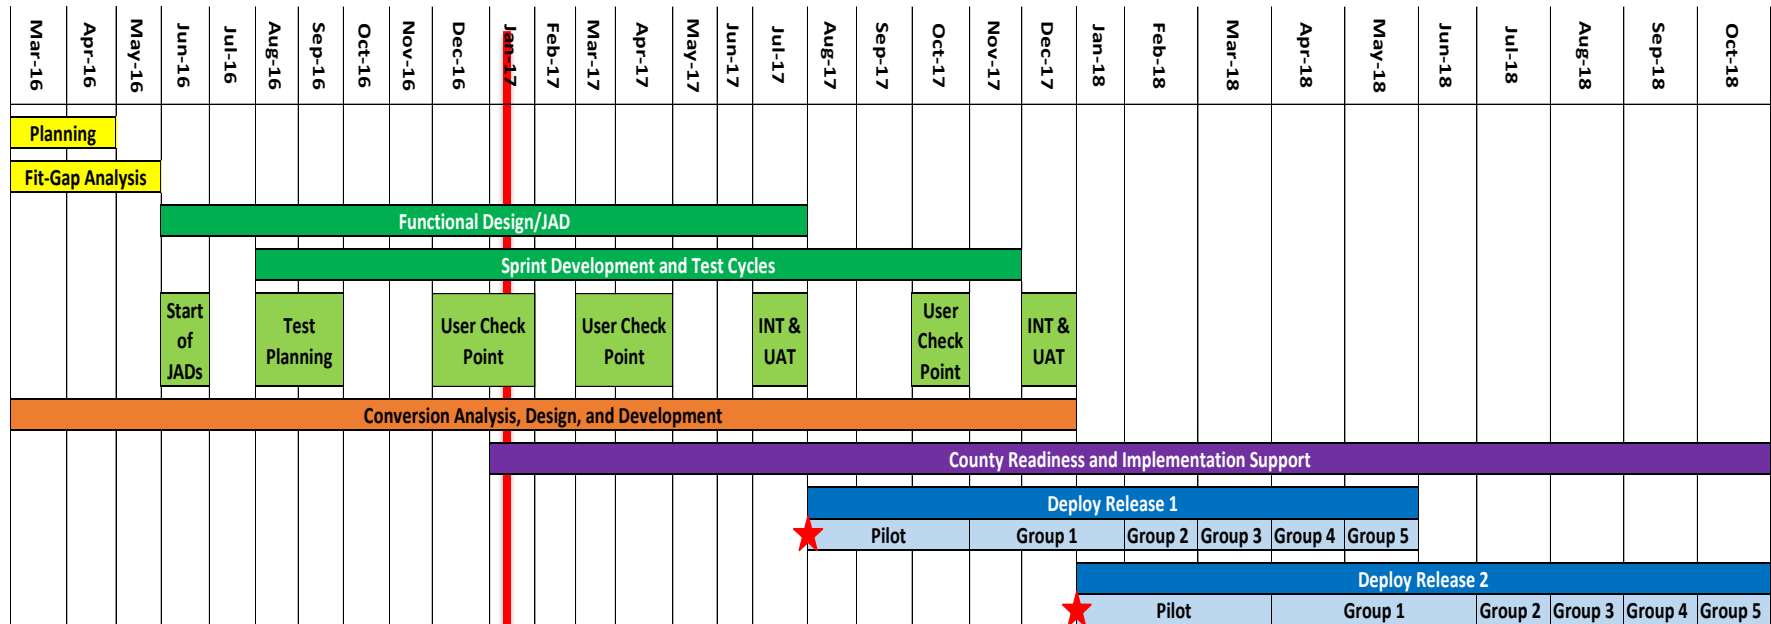 Mar-16
Apr-16
May-16
Jun-16
Jul-16
Aug-16
Sep-16
Oct-16
Nov-16
Dec-16
Jan-17
Feb-17
Mar-17
Apr-17
May-17
Jun-17
Jul-17
Aug-17
Sep-17
Oct-17
Nov-17
Dec-17
Jan-18
Feb-18
Mar-18
Apr-18
May-18
Jun-18
Jul-18
Aug-18
Sep-18
Oct-18
Planning
Fit-Gap Analysis
Functional Design/JAD
Sprint Development and Test Cycles
Start
of
JADs
Test
Planning
User Check
Point
User Check
Point
INT &
UAT
User
Check
Point
INT &
UAT
Conversion Analysis, Design, and Development
County Readiness and Implementation Support
Deploy Release 1
Pilot
Group 1
Group 2
Group 3
Group 4
Group 5
Deploy Release 2
Pilot
Group 1
Group 2
Group 3
Group 4
Group 5